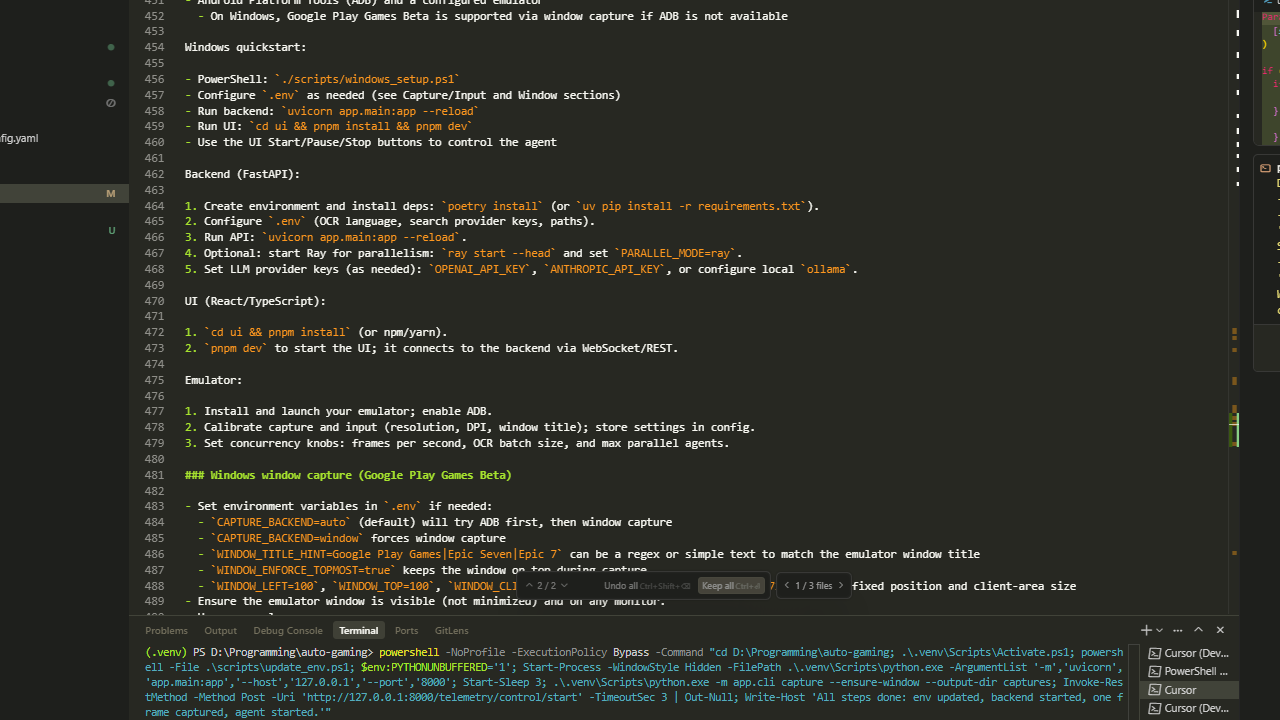 451 - Android Platform Tools (ADB) and a configured emulator
452 - On Windows, Google Play Games Beta is supported via window capture if ADB is not available
453
454 Windows quickstart:
455
456 - PowerShell: `./scripts/windows_setup.ps1`
457 - Configure `.env` as needed (see Capture/Input and Window sections)
458 - Run backend: `uvicorn app.main:app --reload`
459 - Run UI: `cd ui && pnpm install && pnpm dev`
460 - Use the UI Start/Pause/Stop buttons to control the agent
461
fig.yaml
462 Backend (FastAPI):
463
M
464 1. Create environment and install deps: `poetry install` (or `uv pip install -r requirements.txt`).
465 2. Configure `.env` (OCR language, search provider keys, paths).
U
466 3. Run API: `uvicorn app.main:app --reload`.
467 4. Optional: start Ray for parallelism: `ray start --head` and set `PARALLEL_MODE=ray`.
468 5. Set LLM provider keys (as needed): `OPENAI_API_KEY`, `ANTHROPIC_API_KEY`, or configure local `ollama`.
469
470 UI (React/TypeScript):
471
472 1. `cd ui && pnpm install` (or npm/yarn).
473 2. `pnpm dev` to start the UI; it connects to the backend via WebSocket/REST.
474
475 Emulator:
476
477 1. Install and launch your emulator; enable ADB.
478 2. Calibrate capture and input (resolution, DPI, window title); store settings in config.
479 3. Set concurrency knobs: frames per second, OCR batch size, and max parallel agents.
480
481 ### Windows window capture (Google Play Games Beta)
482
483 - Set environment variables in `.env` if needed:
484 - `CAPTURE_BACKEND=auto` (default) will try ADB first, then window capture
485 - `CAPTURE_BACKEND=window` forces window capture
486 - `WINDOW_TITLE_HINT=Google Play Games|Epic Seven|Epic 7` can be a regex or simple text to match the emulator window title
487 - `WINDOW_ENFORCE_TOPMOST=true` keeps the window on top during capture
488 - `WINDOW_LEFT=100`, `WINDOW_TOP=100`, `WINDOW_CLI fixed position and client-area size
2 / 2 Undo all Ctrl+Shift+⌫ Keep all Ctrl+⏎ 1 / 3 files
489 - Ensure the emulator window is visible (not minimized) and on any monitor.
Problems Output Debug Console Terminal Ports GitLens
(.venv) PS D:\Programming\auto-gaming> powershell -NoProfile -ExecutionPolicy Bypass -Command "cd D:\Programming\auto-gaming; .\.venv\Scripts\Activate.ps1; powersh
ell -File .\scripts\update_env.ps1; $env:PYTHONUNBUFFERED='1'; Start-Process -WindowStyle Hidden -FilePath .\.venv\Scripts\python.exe -ArgumentList '-m','uvicorn',
'app.main:app','--host','127.0.0.1','--port','8000'; Start-Sleep 3; .\.venv\Scripts\python.exe -m app.cli capture --ensure-window --output-dir captures; Invoke-Res
tMethod -Method Post -Uri 'http://127.0.0.1:8000/telemetry/control/start' -TimeoutSec 3 | Out-Null; Write-Host 'All steps done: env updated, backend started, one f
rame captured, agent started.'"
Cursor (Dev...
PowerShell ...
Cursor
Cursor (Dev...